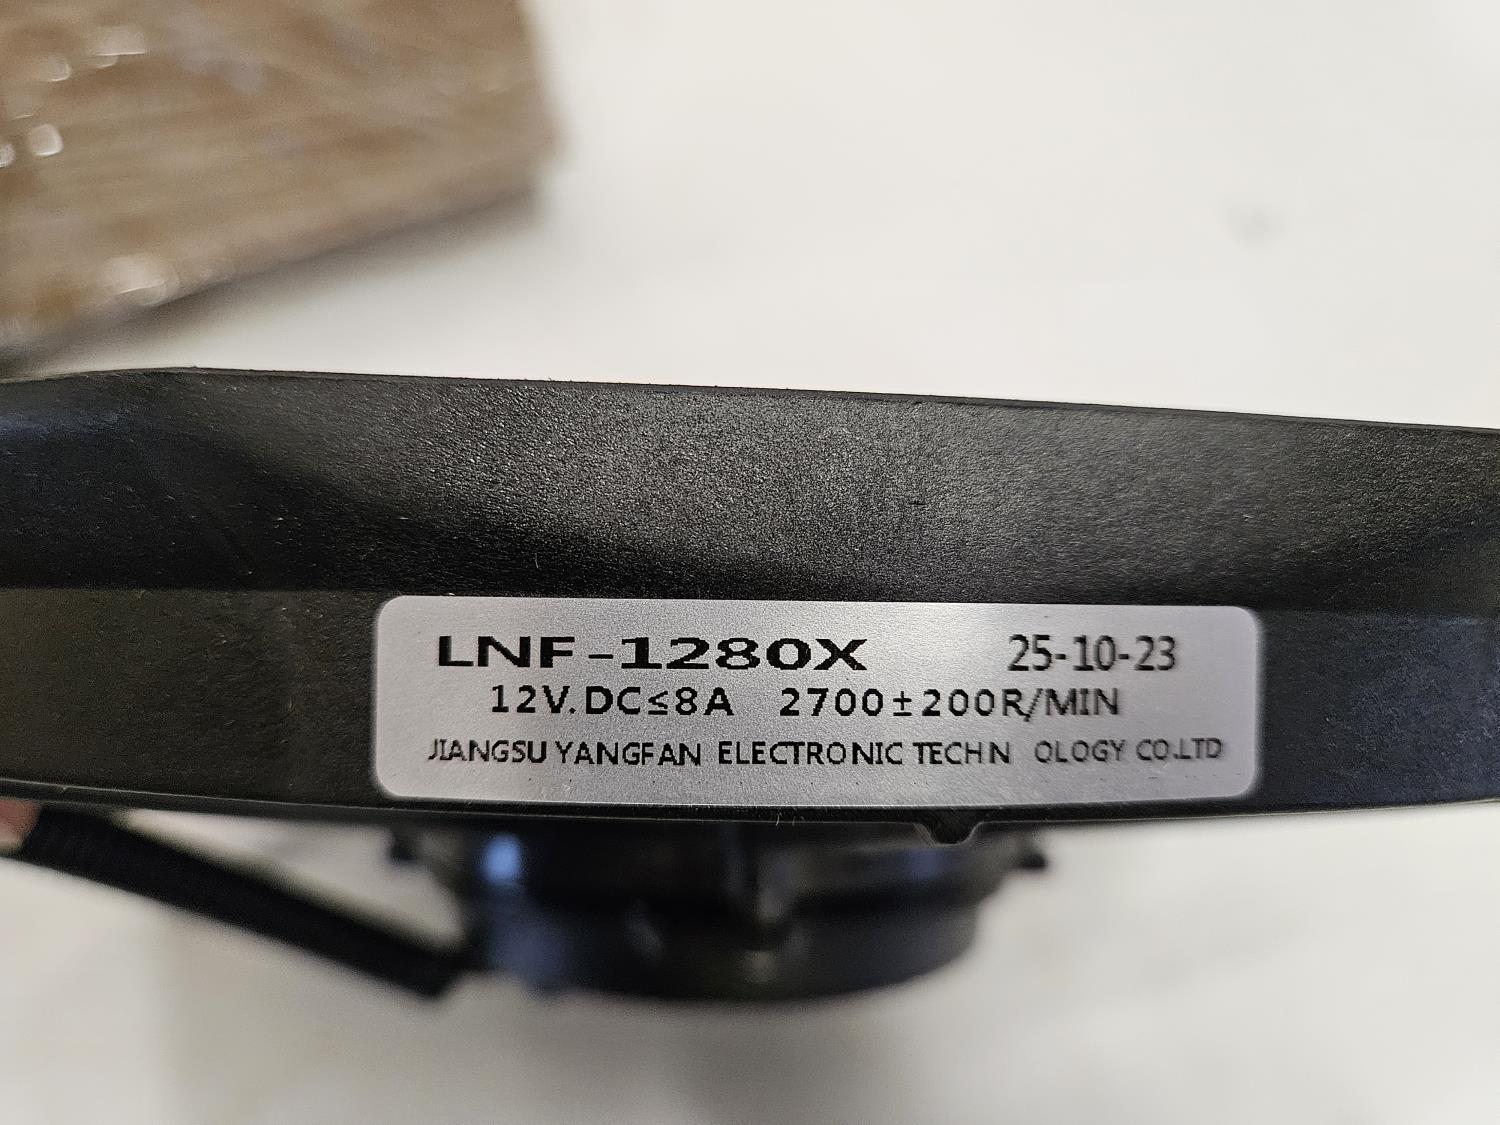 LNF-1280X 25-10-23
12V.DC≤8A 2700±200R/MIN
JIANGSU YANGFAN ELECTRONIC TECHN OLOGY CO.LTD